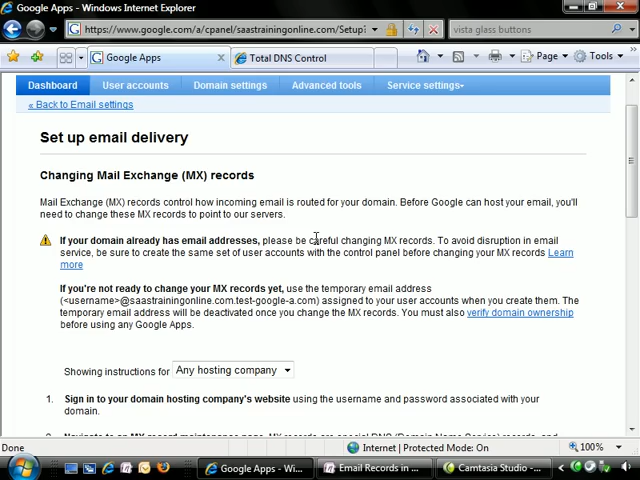 Google Apps - Windows Internet Explorer
https://www.google.com/a/cpanel/saastrainingonline.com/Setup
vista glass buttons
Google Apps
Total DNS Control
Page
Tools
Dashboard User accounts Domain settings Advanced tools Service settings
« Back to Email settings
Set up email delivery
Changing Mail Exchange (MX) records
Mail Exchange (MX) records control how incoming email is routed for your domain. Before Google can host your email, you'll
need to change these MX records to point to our servers.
If your domain already has email addresses, please be careful changing MX records. To avoid disruption in email
service, be sure to create the same set of user accounts with the control panel before changing your MX records Learn
more
If you're not ready to change your MX records yet, use the temporary email address
(<username>@saastrainingonline.com.test-google-a.com) assigned to your user accounts when you create them. The
temporary email address will be deactivated once you change the MX records. You must also verify domain ownership
before using any Google Apps.
Showing instructions for Any hosting company
1. Sign in to your domain hosting company's website using the username and password associated with your
domain.
Done
Internet | Protected Mode: On
100%
Google Apps - Wi...
Email Records in ...
Camtasia Studio - ...